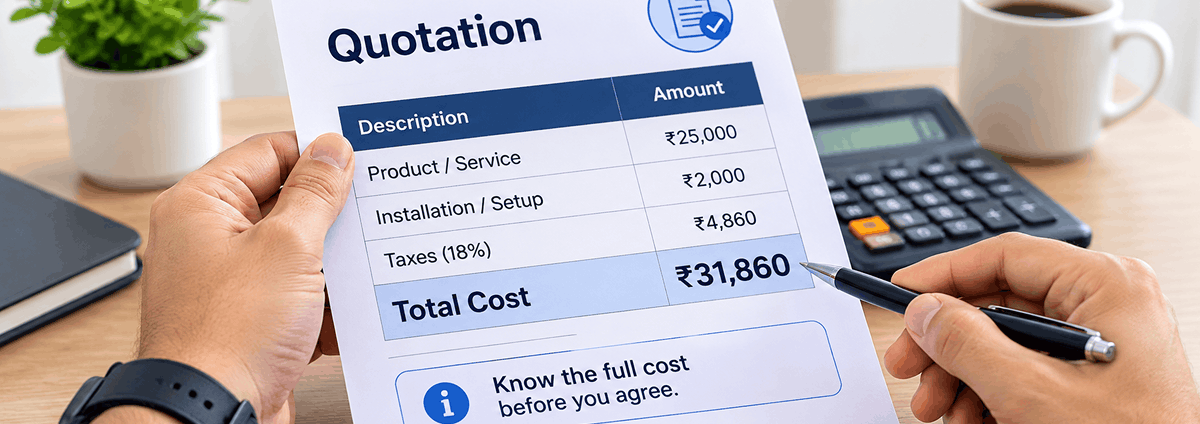 Quotation
Description Amount
Product / Service ₹25,000
Installation / Setup ₹2,000
Taxes (18%) ₹4,860
Total Cost ₹31,860
i
Know the full cost
before you agree.